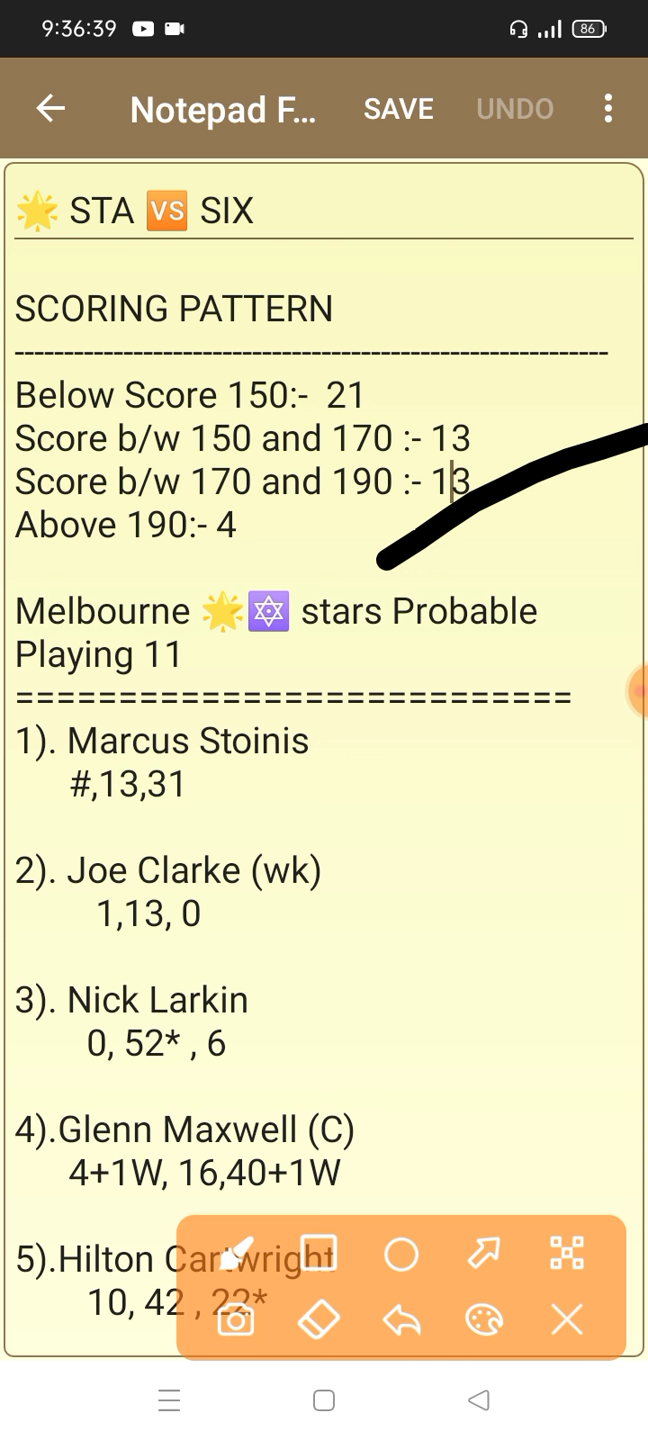 9:36:39
86
Notepad F... SAVE UNDO
🌟 STA 🆚 SIX
SCORING PATTERN
------------------------------------------------------------
Below Score 150:- 21
Score b/w 150 and 170 :- 13
Score b/w 170 and 190 :- 13
Above 190:- 4
Melbourne 🌟🔯 stars Probable
Playing 11
===========================
1). Marcus Stoinis
#,13,31
2). Joe Clarke (wk)
1,13, 0
3). Nick Larkin
0, 52* , 6
4).Glenn Maxwell (C)
4+1W, 16,40+1W
5).Hilton Cartwright
10, 42 , 22*